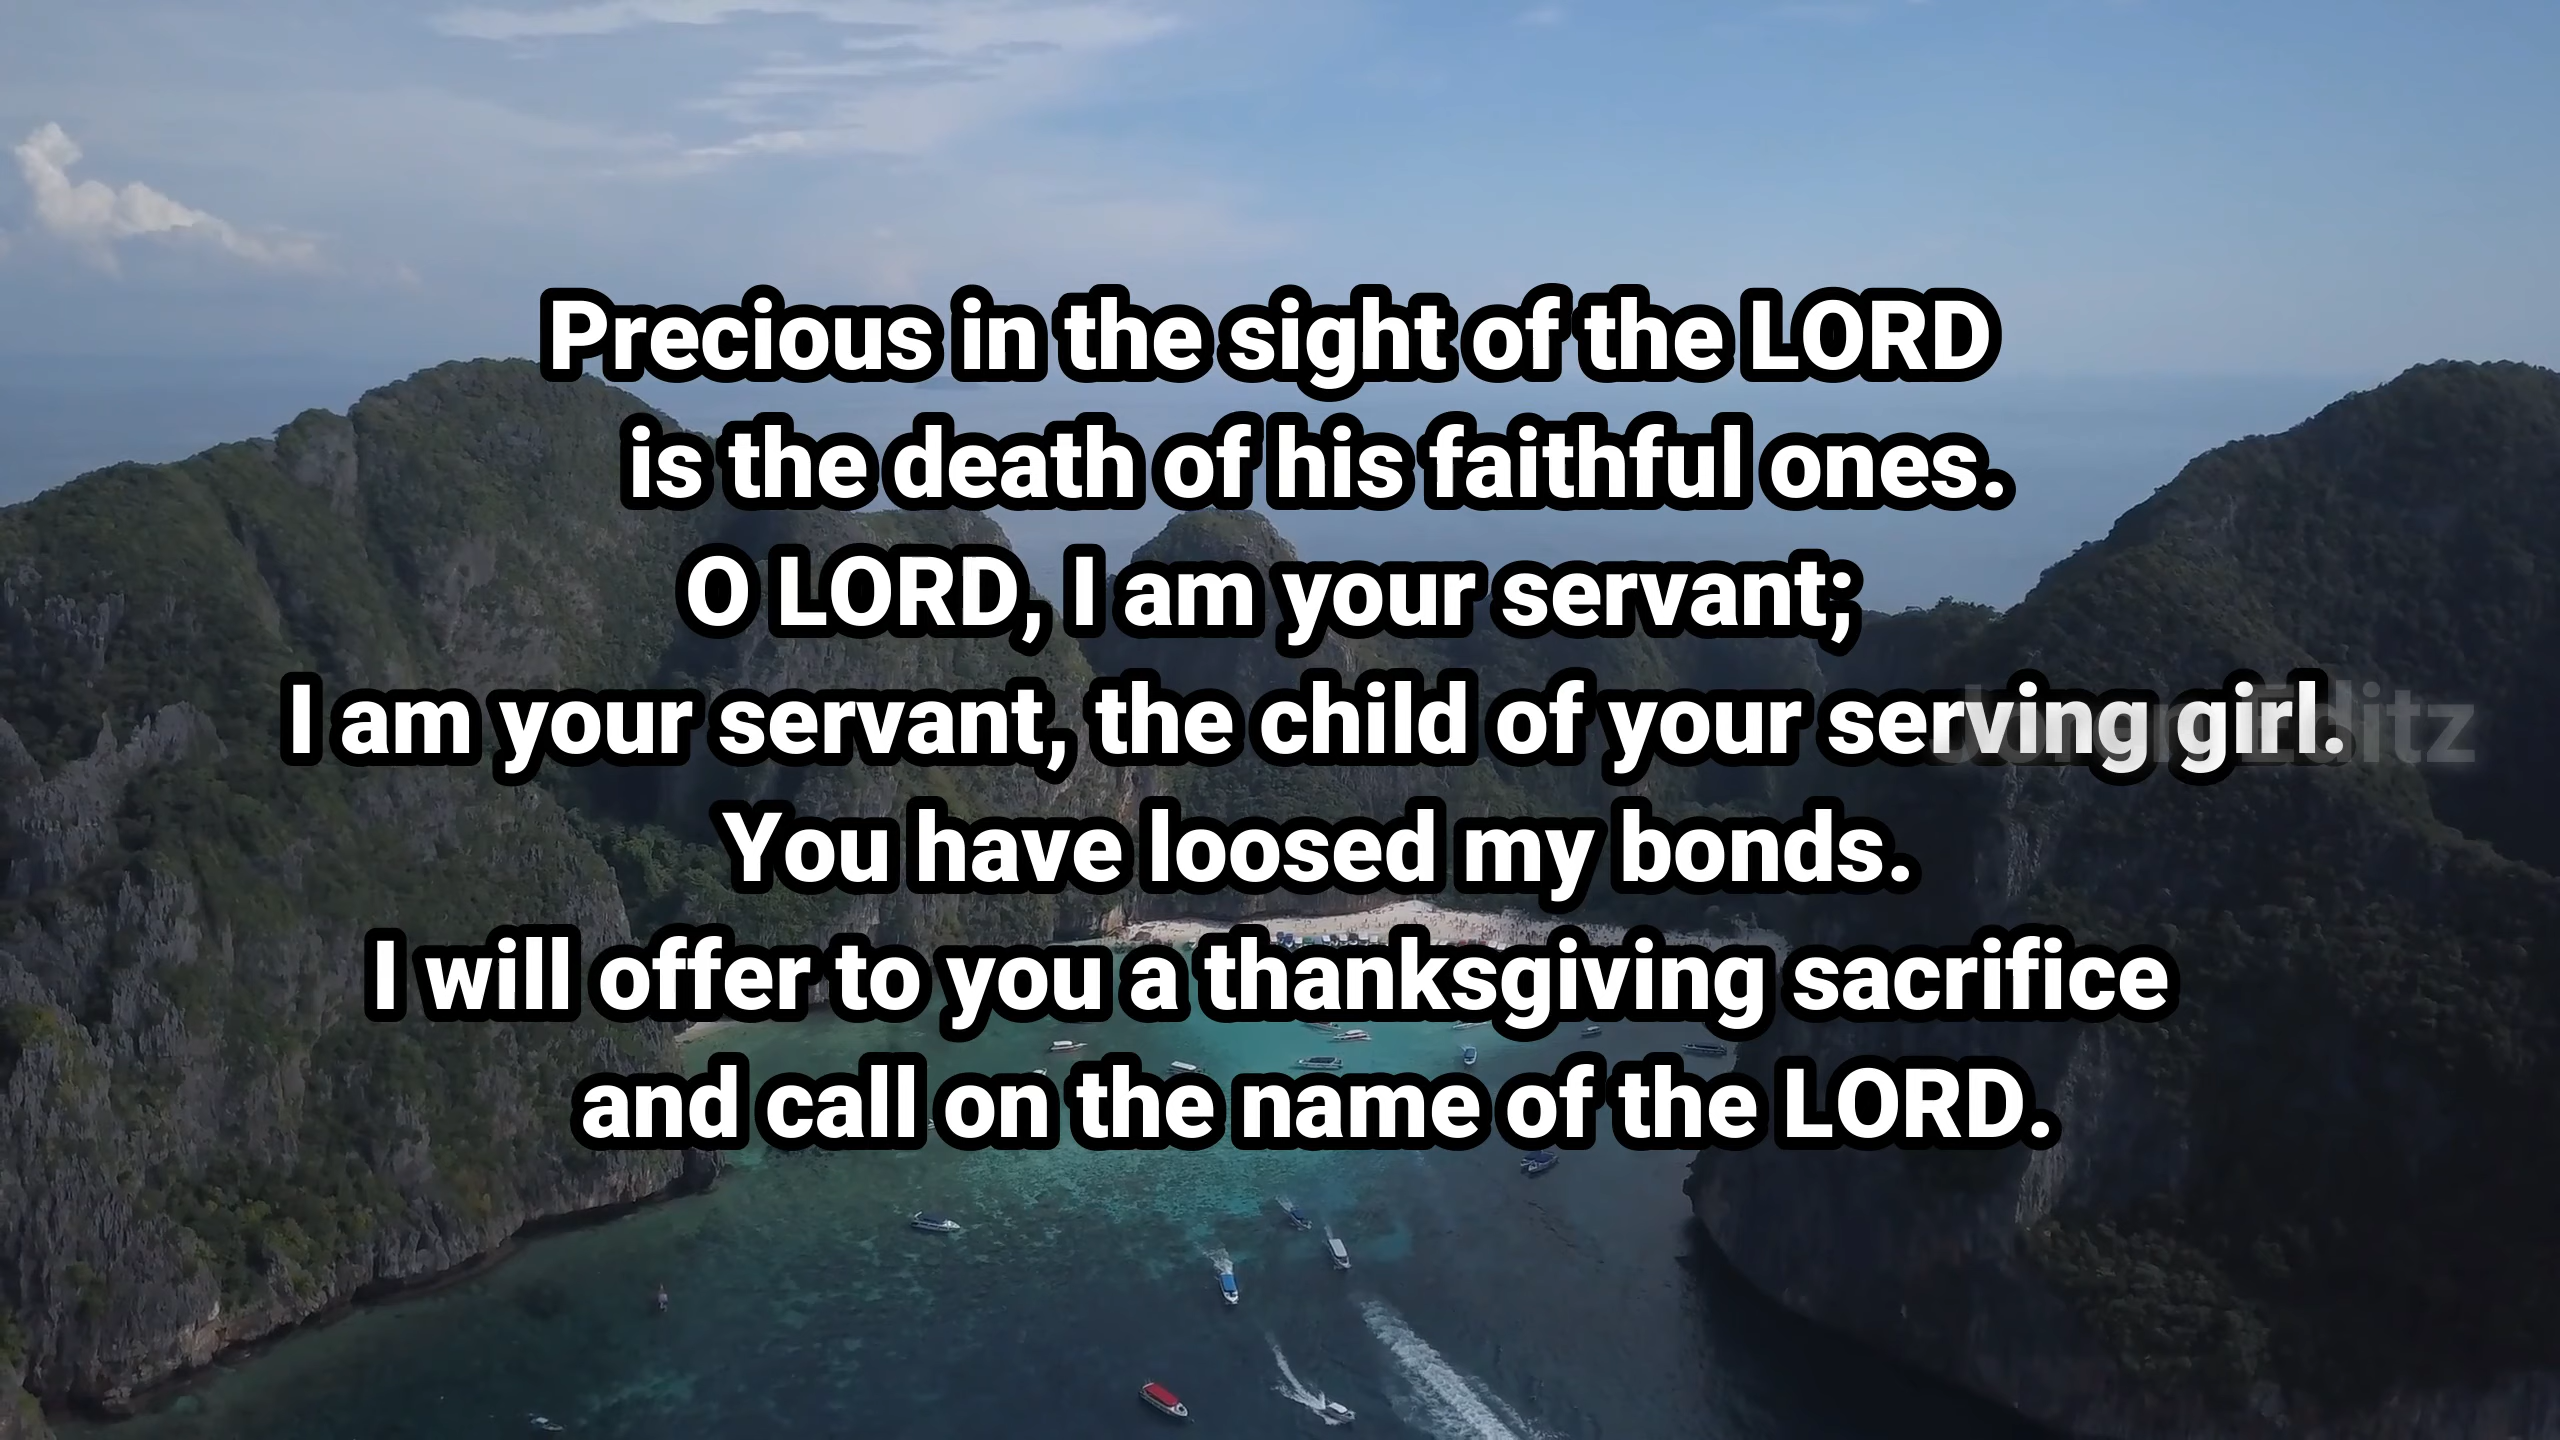 Precious in the sight of the LORD
is the death of his faithful ones.
O LORD, I am your servant;
I am your servant, the child of your serving girl.
You have loosed my bonds.
I will offer to you a thanksgiving sacrifice
and call on the name of the LORD.